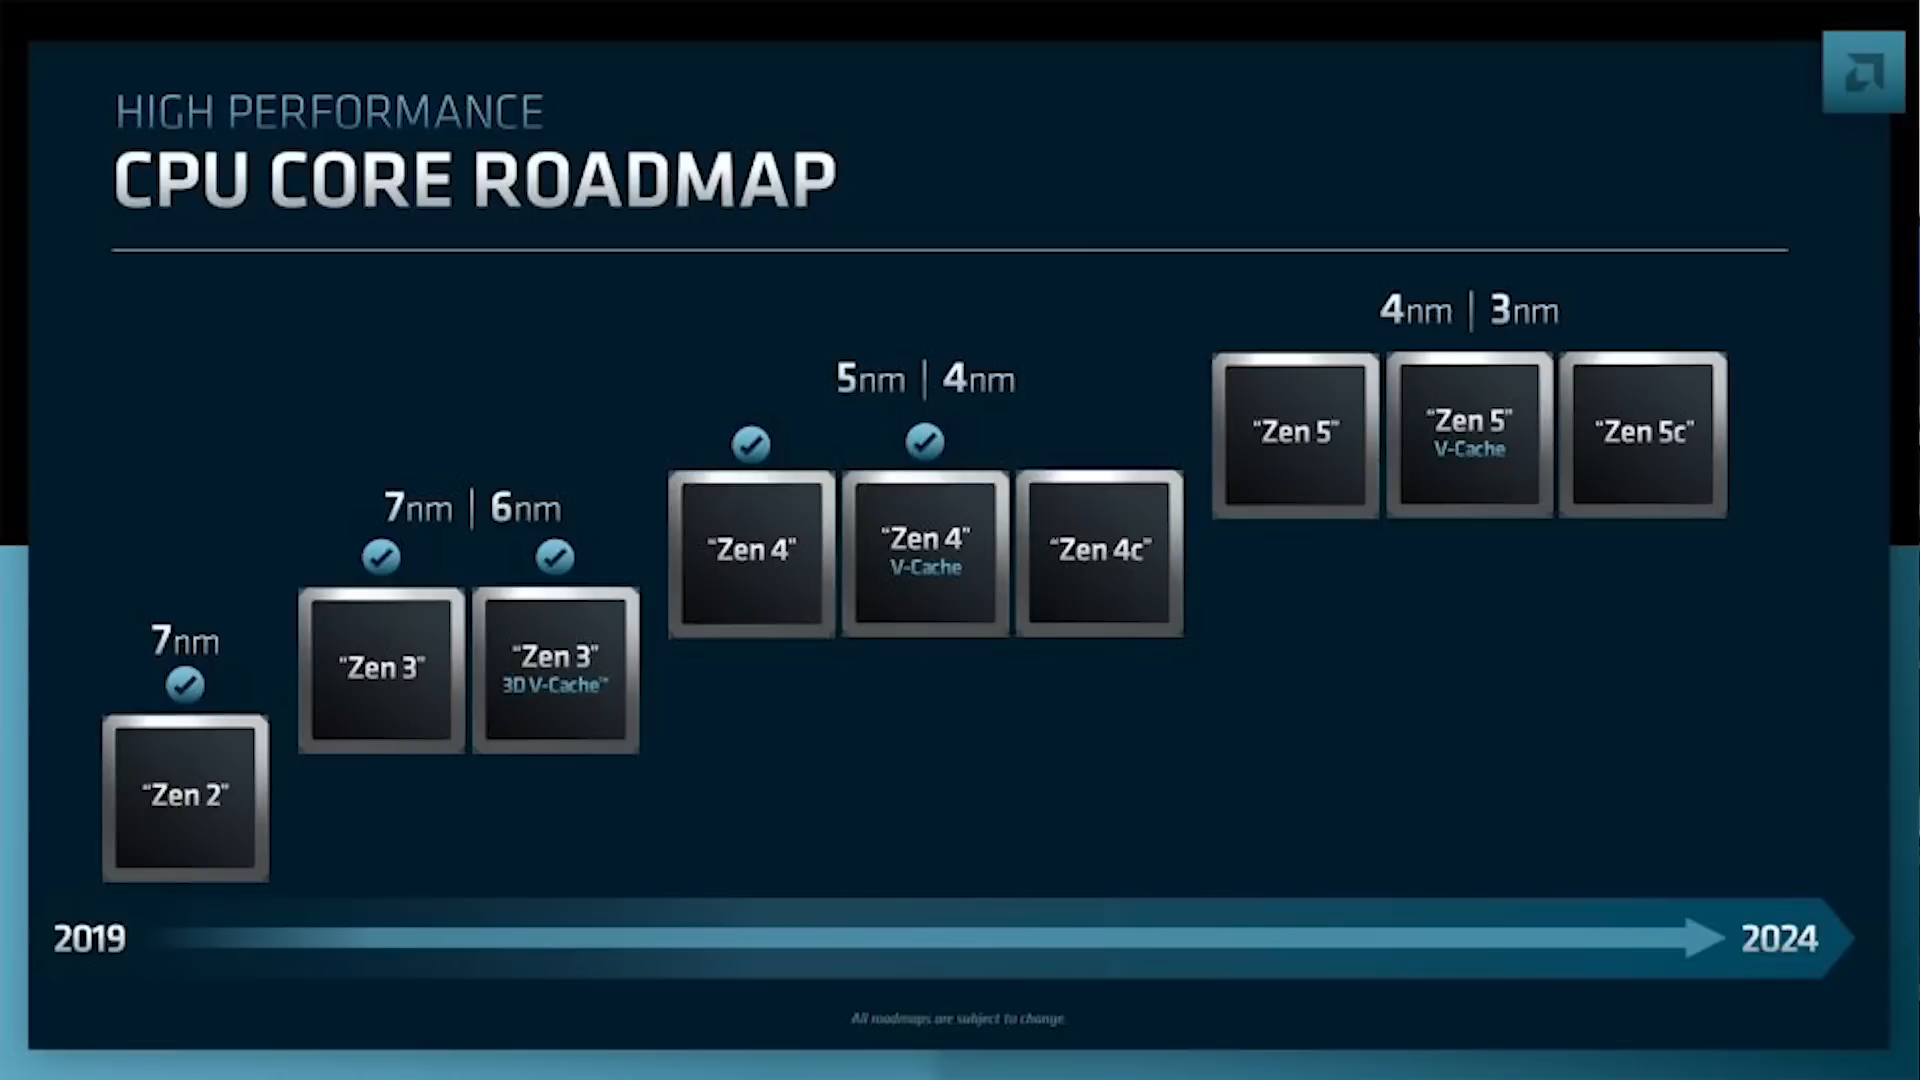 HIGH PERFORMANCE
CPU CORE ROADMAP
4nm | 3nm
"Zen 5"
"Zen 5"
V-Cache
"Zen 5c"
5nm | 4nm
"Zen 4"
"Zen 4"
V-Cache
"Zen 4c"
7nm | 6nm
"Zen 3"
"Zen 3"
3D V-Cache™
7nm
"Zen 2"
2019
2024
All roadmaps are subject to change.